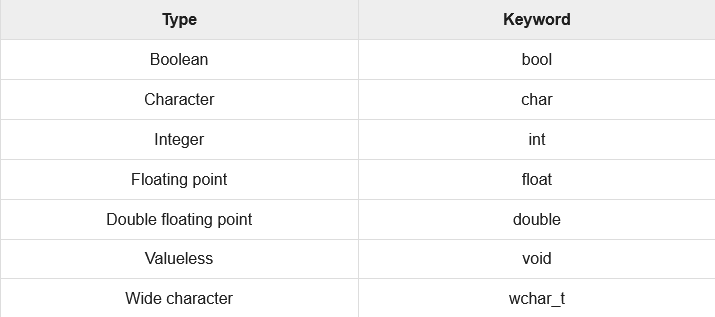 Type Keyword
Boolean bool
Character char
Integer int
Floating point float
Double floating point double
Valueless void
Wide character wchar_t